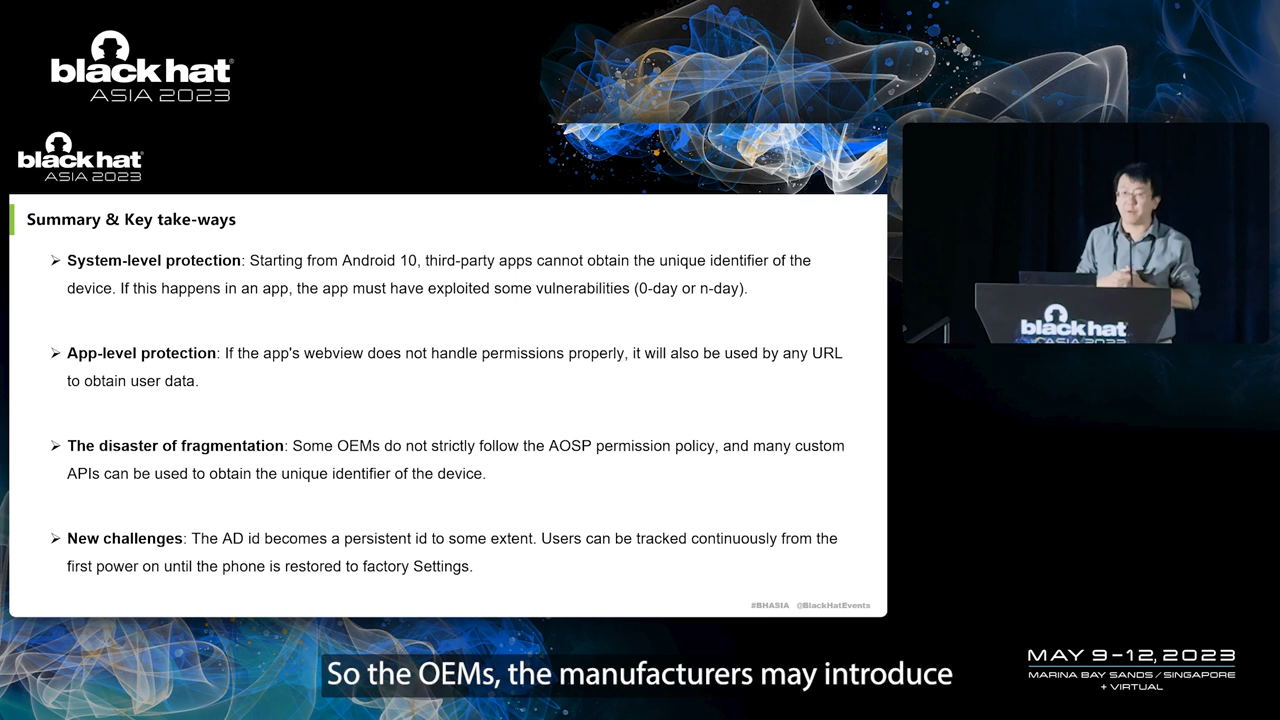 black hat
ASIA 2023
black hat
ASIA 2023
Summary & Key take-ways
➢ System-level protection: Starting from Android 10, third-party apps cannot obtain the unique identifier of the
device. If this happens in an app, the app must have exploited some vulnerabilities (0-day or n-day).
➢ App-level protection: If the app's webview does not handle permissions properly, it will also be used by any URL
to obtain user data.
➢ The disaster of fragmentation: Some OEMs do not strictly follow the AOSP permission policy, and many custom
APIs can be used to obtain the unique identifier of the device.
➢ New challenges: The AD id becomes a persistent id to some extent. Users can be tracked continuously from the
first power on until the phone is restored to factory Settings.
#BHASIA @BlackHatEvents
black hat
ASIA 2023
So the OEMs, the manufacturers may introduce
MAY 9-12, 2023
MARINA BAY SANDS / SINGAPORE
+ VIRTUAL